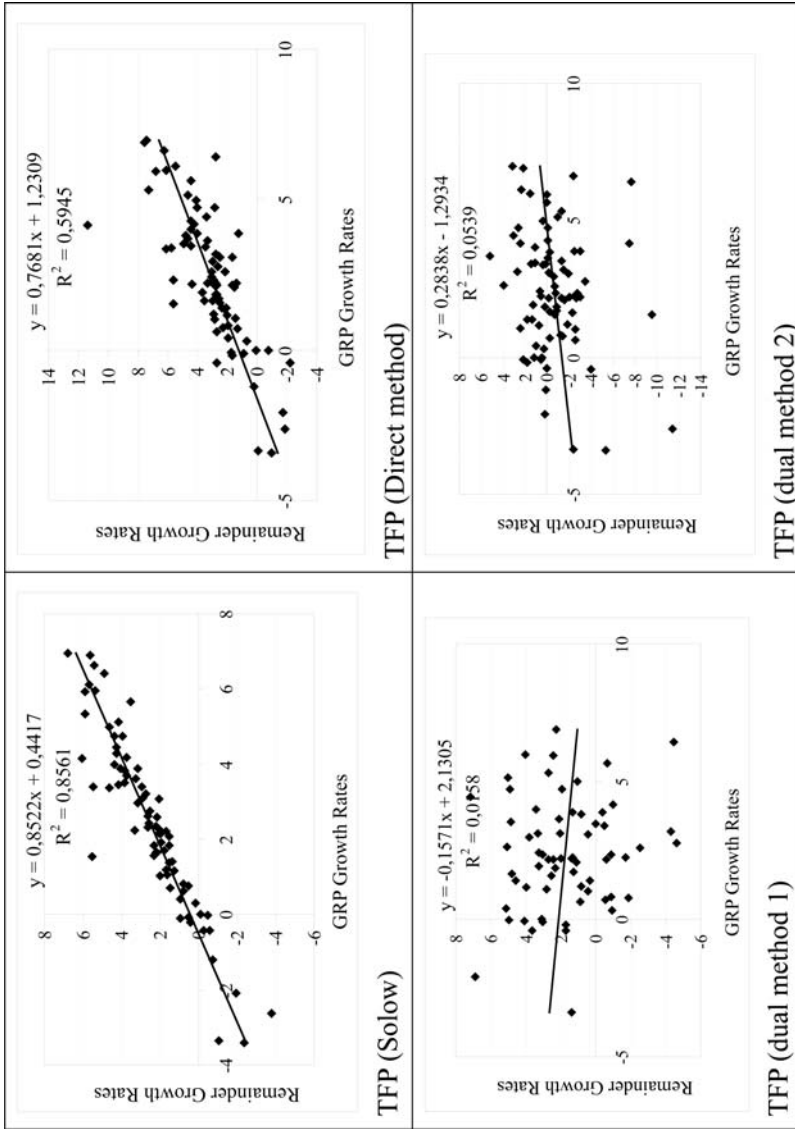 y = 0,8522x + 0,4417
R² = 0,8561
8
6
4
2
0
-2
-4
-6
-4 -2 0 2 4 6 8
Remainder Growth Rates
GRP Growth Rates
TFP (Solow)
y = 0,7681x + 1,2309
R² = 0,5945
14
12
10
8
6
4
2
0
-2
-4
-5 0 5 10
Remainder Growth Rates
GRP Growth Rates
TFP (Direct method)
y = -0,1571x + 2,1305
R² = 0,0158
8
6
4
2
0
-2
-4
-6
-5 0 5 10
Remainder Growth Rates
GRP Growth Rates
TFP (dual method 1)
y = 0,2838x - 1,2934
R² = 0,0539
8
6
4
2
0
-2
-4
-6
-8
-10
-12
-14
-5 0 5 10
Remainder Growth Rates
GRP Growth Rates
TFP (dual method 2)